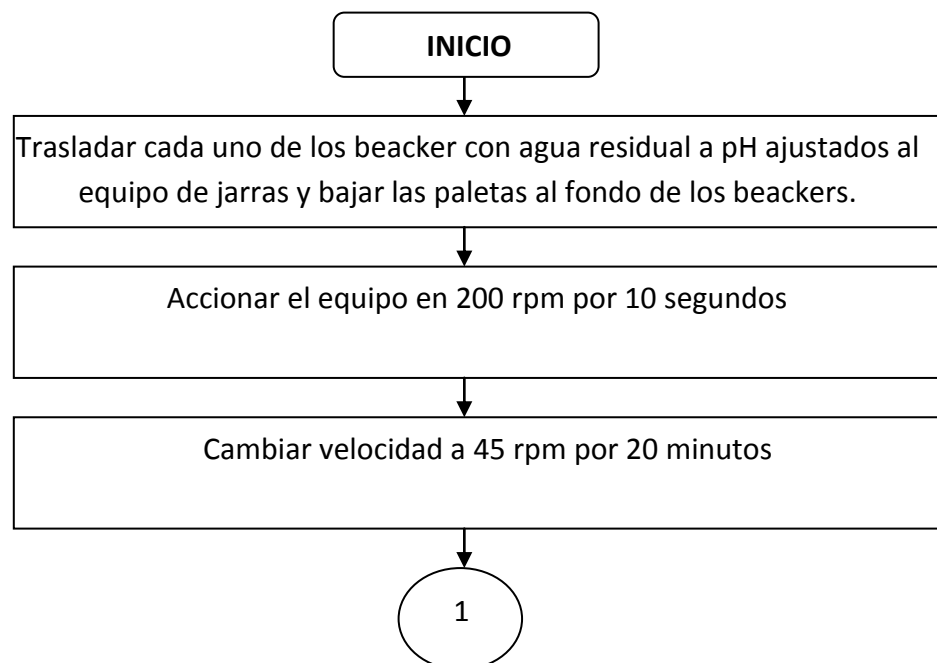 INICIO
Trasladar cada uno de los beacker con agua residual a pH ajustados al
equipo de jarras y bajar las paletas al fondo de los beackers.
Accionar el equipo en 200 rpm por 10 segundos
Cambiar velocidad a 45 rpm por 20 minutos
1